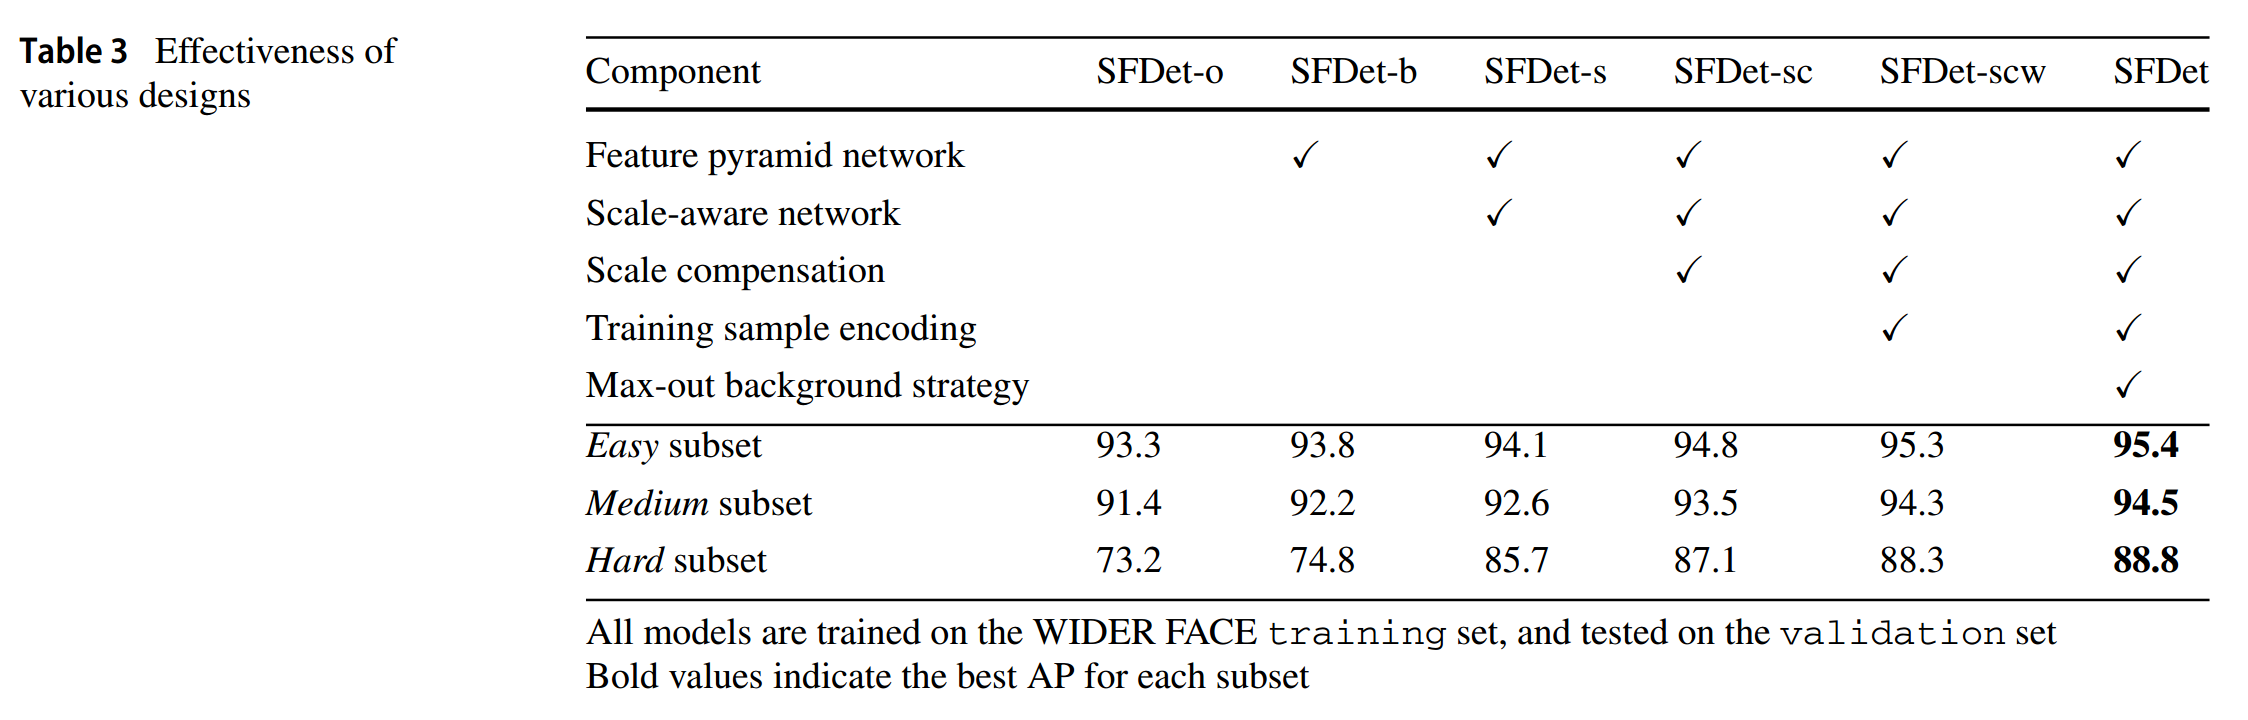 Table 3 Effectiveness of
various designs
Component SFDet-o SFDet-b SFDet-s SFDet-sc SFDet-scw SFDet
Feature pyramid network ✓ ✓ ✓ ✓ ✓
Scale-aware network ✓ ✓ ✓ ✓
Scale compensation ✓ ✓ ✓
Training sample encoding ✓ ✓
Max-out background strategy ✓
Easy subset 93.3 93.8 94.1 94.8 95.3 95.4
Medium subset 91.4 92.2 92.6 93.5 94.3 94.5
Hard subset 73.2 74.8 85.7 87.1 88.3 88.8
All models are trained on the WIDER FACE training set, and tested on the validation set
Bold values indicate the best AP for each subset